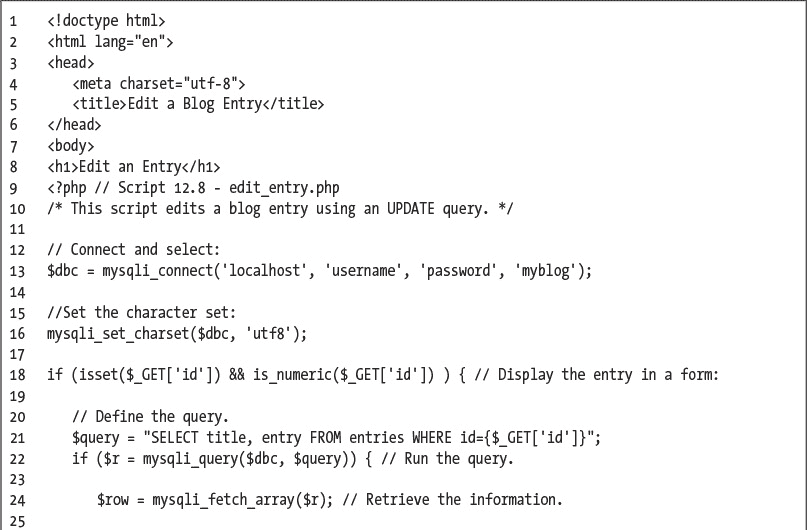 1 <!doctype html>
2 <html lang="en">
3 <head>
4 <meta charset="utf-8">
5 <title>Edit a Blog Entry</title>
6 </head>
7 <body>
8 <h1>Edit an Entry</h1>
9 <?php // Script 12.8 - edit_entry.php
10 /* This script edits a blog entry using an UPDATE query. */
11
12 // Connect and select:
13 $dbc = mysqli_connect('localhost', 'username', 'password', 'myblog');
14
15 //Set the character set:
16 mysqli_set_charset($dbc, 'utf8');
17
18 if (isset($_GET['id']) && is_numeric($_GET['id']) ) { // Display the entry in a form:
19
20 // Define the query.
21 $query = "SELECT title, entry FROM entries WHERE id={$_GET['id']}";
22 if ($r = mysqli_query($dbc, $query)) { // Run the query.
23
24 $row = mysqli_fetch_array($r); // Retrieve the information.
25